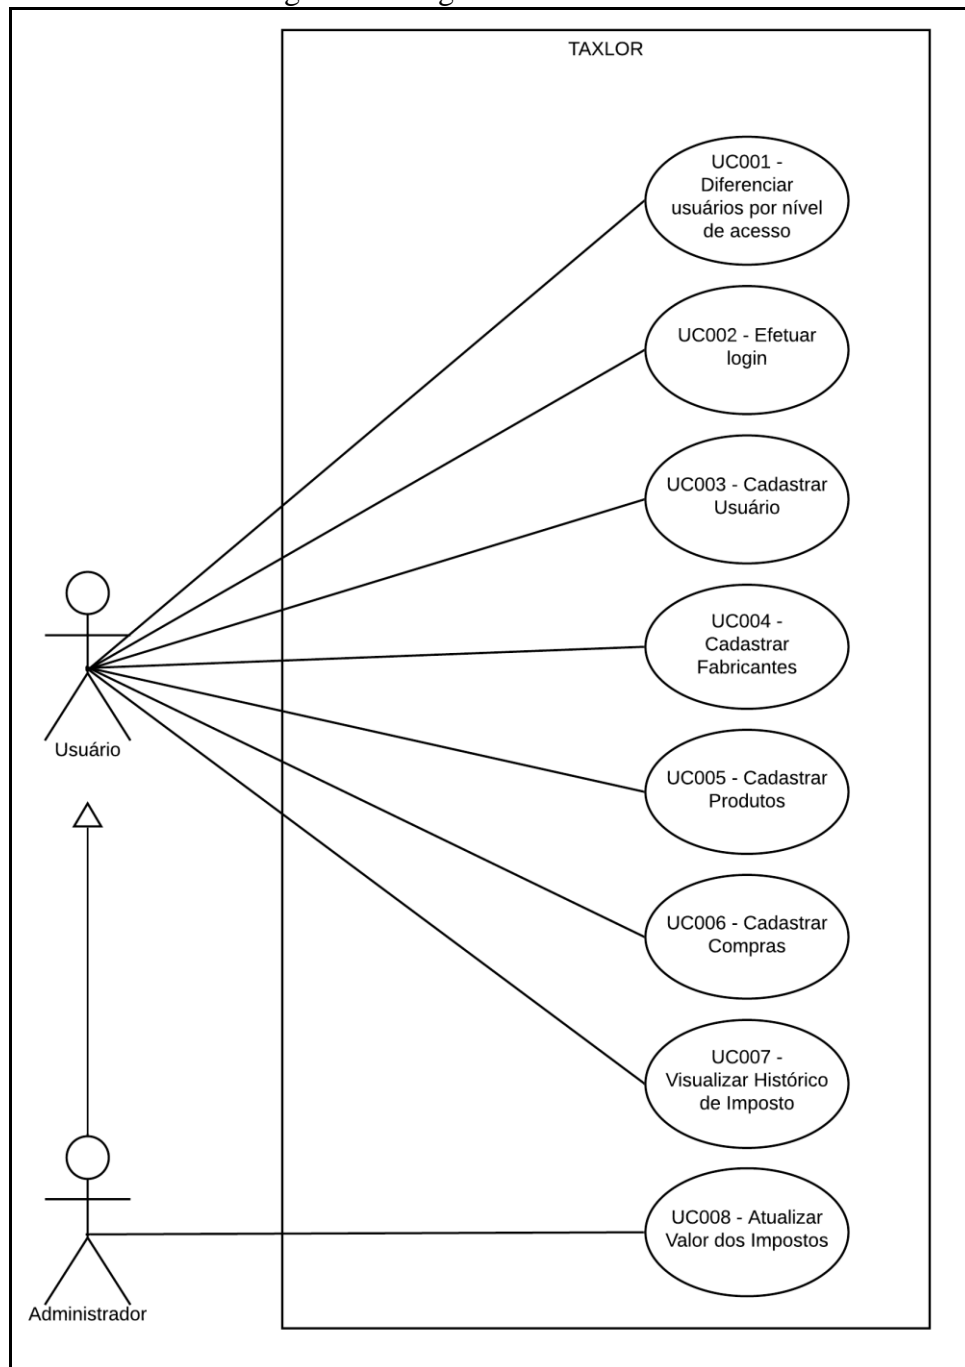 TAXLOR
UC001 -
Diferenciar
usuários por nível
de acesso
UC002 - Efetuar
login
UC003 - Cadastrar
Usuário
UC004 -
Cadastrar
Fabricantes
Usuário
UC005 - Cadastrar
Produtos
UC006 - Cadastrar
Compras
UC007 -
Visualizar Histórico
de Imposto
UC008 - Atualizar
Valor dos Impostos
Administrador